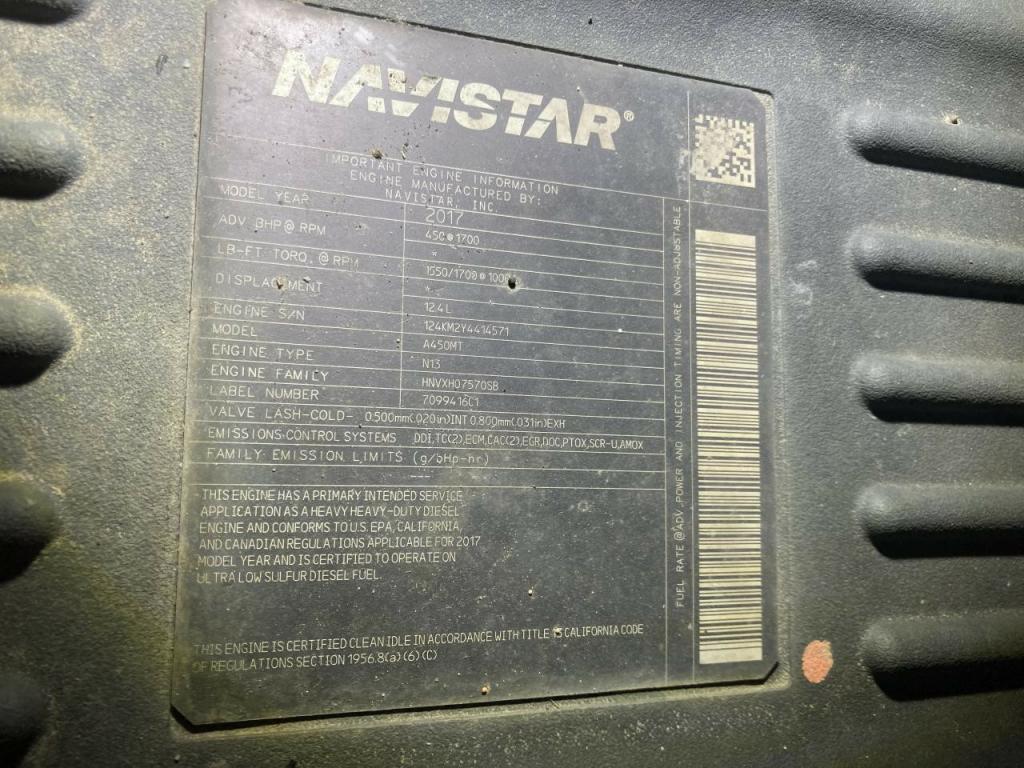 NAVISTAR®
IMPORTANT ENGINE INFORMATION
ENGINE MANUFACTURED BY:
NAVISTAR, INC.
MODEL YEAR 2017
ADV BHP @ RPM 450@1700
*
LB-FT TORQ. @ RPM 1550/1700@1000
*
DISPLACEMENT 12.4L
ENGINE S/N 124KM2Y4414571
MODEL A450MT
ENGINE TYPE N13
ENGINE FAMILY HNVXH07570SB
LABEL NUMBER 7099416C1
VALVE LASH-COLD- 0.500mm(.020in)INT 0.800mm(.031in)EXH
EMISSIONS CONTROL SYSTEMS DDI,TC(2),ECM,CAC(2),EGR,DOC,PTOX,SCR-U,AMOX
FAMILY EMISSION LIMITS (g/bHp-hr)
THIS ENGINE HAS A PRIMARY INTENDED SERVICE
APPLICATION AS A HEAVY HEAVY-DUTY DIESEL
ENGINE AND CONFORMS TO U.S. EPA, CALIFORNIA,
AND CANADIAN REGULATIONS APPLICABLE FOR 2017
MODEL YEAR AND IS CERTIFIED TO OPERATE ON
ULTRA LOW SULFUR DIESEL FUEL.
THIS ENGINE IS CERTIFIED CLEAN IDLE IN ACCORDANCE WITH TITLE 13 CALIFORNIA CODE
OF REGULATIONS SECTION 1956.8(a)(6)(C)
FUEL RATE @ADV. POWER AND INJECTION TIMING ARE NON-ADJUSTABLE